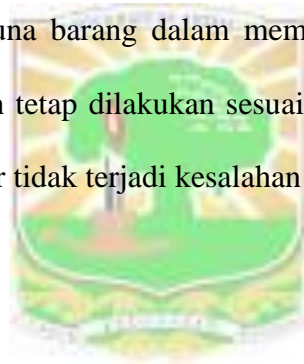 una barang dalam mem
n tetap dilakukan sesuai
r tidak terjadi kesalahan